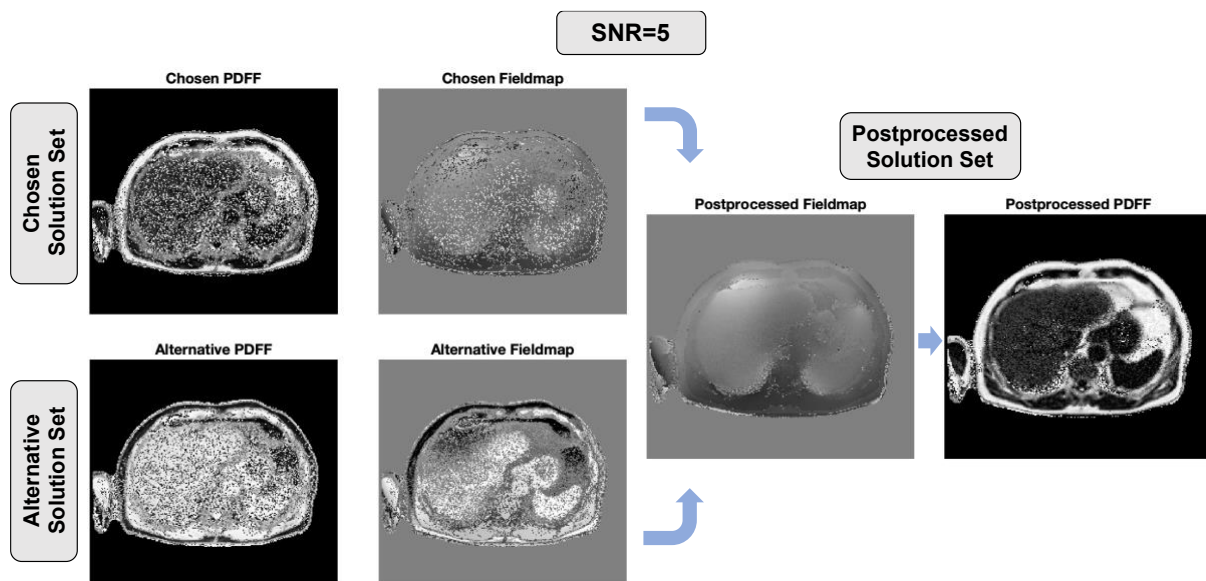 SNR=5
Chosen PDFF
Chosen Fieldmap
Chosen
Solution Set
Postprocessed
Solution Set
Postprocessed Fieldmap
Postprocessed PDFF
Alternative PDFF
Alternative Fieldmap
Alternative
Solution Set